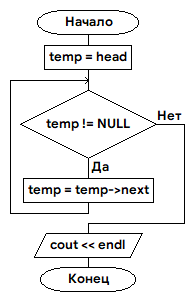 Начало
temp = head
temp != NULL
Нет
Да
temp = temp->next
cout << endl
Конец